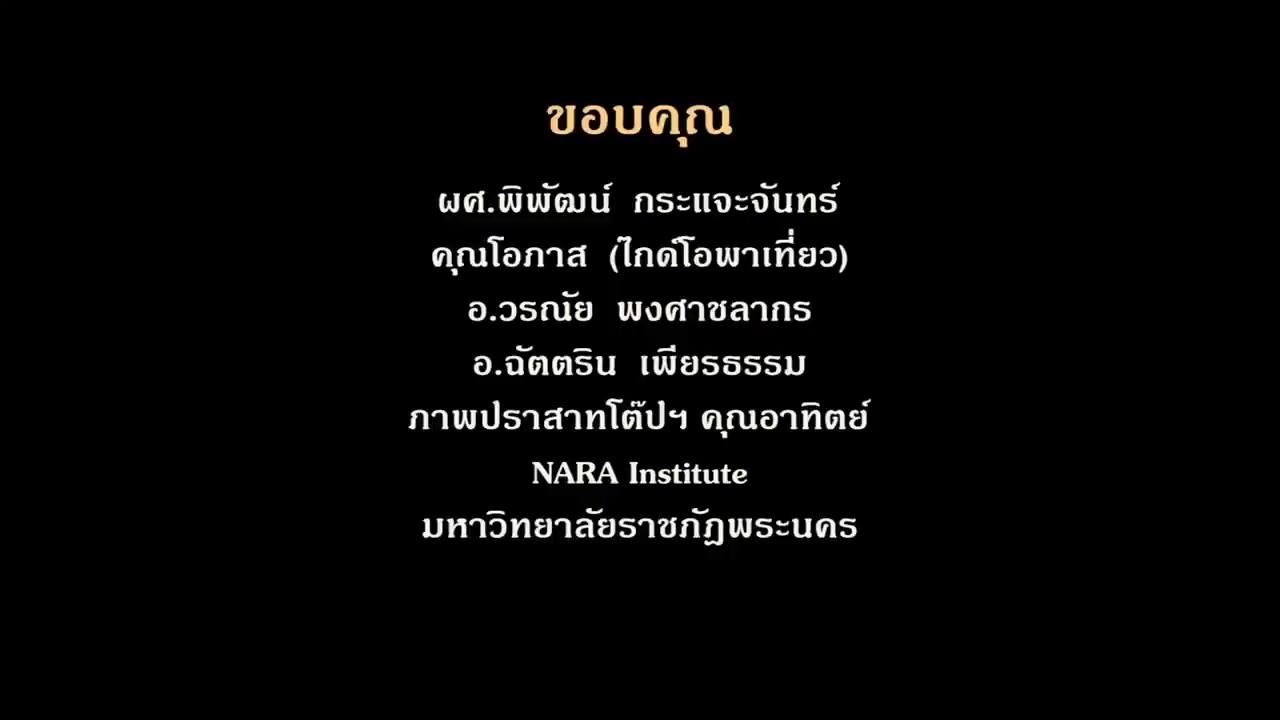 ขอบคุณ
ผศ.พิพัฒน์ กระแจะจันทร์
คุณโอภาส (ไกด์โอพาเที่ยว)
อ.วรณัย พงศาชลากร
อ.ฉัตตริน เพียรธรรม
ภาพปราสาทโต๊ปฯ คุณอาทิตย์
NARA Institute
มหาวิทยาลัยราชภัฏพระนคร